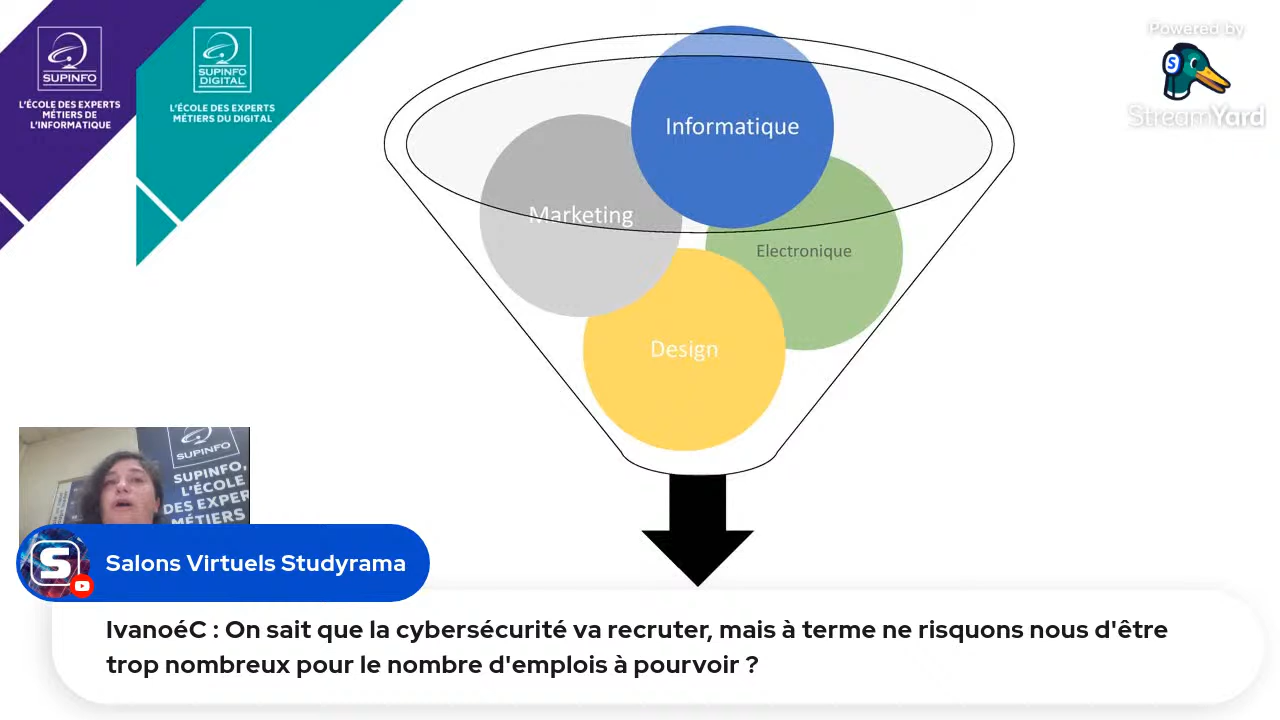 SUPINFO
L'ÉCOLE DES EXPERTS
MÉTIERS DE
L'INFORMATIQUE
SUPINFO
DIGITAL
L'ÉCOLE DES EXPERTS
MÉTIERS DU DIGITAL
Powered by
S
StreamYard
Informatique
Marketing
Electronique
Design
SUPINFO
SUPINFO,
L'ÉCOLE
DES EXPER
MÉTIERS
S
Salons Virtuels Studyrama
IvanoéC : On sait que la cybersécurité va recruter, mais à terme ne risquons nous d'être
trop nombreux pour le nombre d'emplois à pourvoir ?